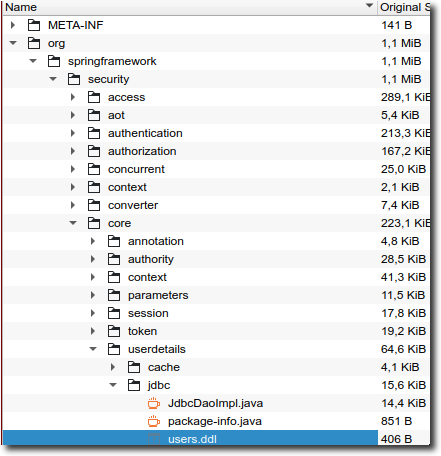 Name Original S
META-INF 141 B
org 1,1 MiB
springframework 1,1 MiB
security 1,1 MiB
access 289,1 KiB
aot 5,4 KiB
authentication 213,3 KiB
authorization 167,2 KiB
concurrent 25,0 KiB
context 2,1 KiB
converter 7,4 KiB
core 223,1 KiB
annotation 4,8 KiB
authority 28,5 KiB
context 41,3 KiB
parameters 11,5 KiB
session 17,8 KiB
token 19,2 KiB
userdetails 64,6 KiB
cache 4,1 KiB
jdbc 15,6 KiB
JdbcDaoImpl.java 14,4 KiB
package-info.java 851 B
users.ddl 406 B